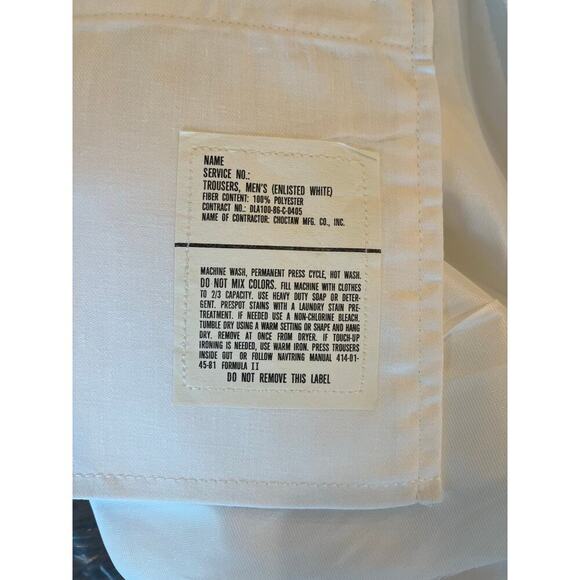 NAME
SERVICE NO.:
TROUSERS, MEN'S (ENLISTED WHITE)
FIBER CONTENT: 100% POLYESTER
CONTRACT NO.: DLA100-86-C-0405
NAME OF CONTRACTOR: CHOCTAW MFG. CO., INC.
MACHINE WASH, PERMANENT PRESS CYCLE, HOT WASH.
DO NOT MIX COLORS. FILL MACHINE WITH CLOTHES
TO 2/3 CAPACITY. USE HEAVY DUTY SOAP OR DETER-
GENT. PRESPOT STAINS WITH A LAUNDRY STAIN PRE-
TREATMENT. IF NEEDED USE A NON-CHLORINE BLEACH.
TUMBLE DRY USING A WARM SETTING OR SHAPE AND HANG
DRY. REMOVE AT ONCE FROM DRYER. IF TOUCH-UP
IRONING IS NEEDED, USE WARM IRON. PRESS TROUSERS
INSIDE OUT OR FOLLOW NAVTRING MANUAL 414-01-
45-81 FORMULA II
DO NOT REMOVE THIS LABEL